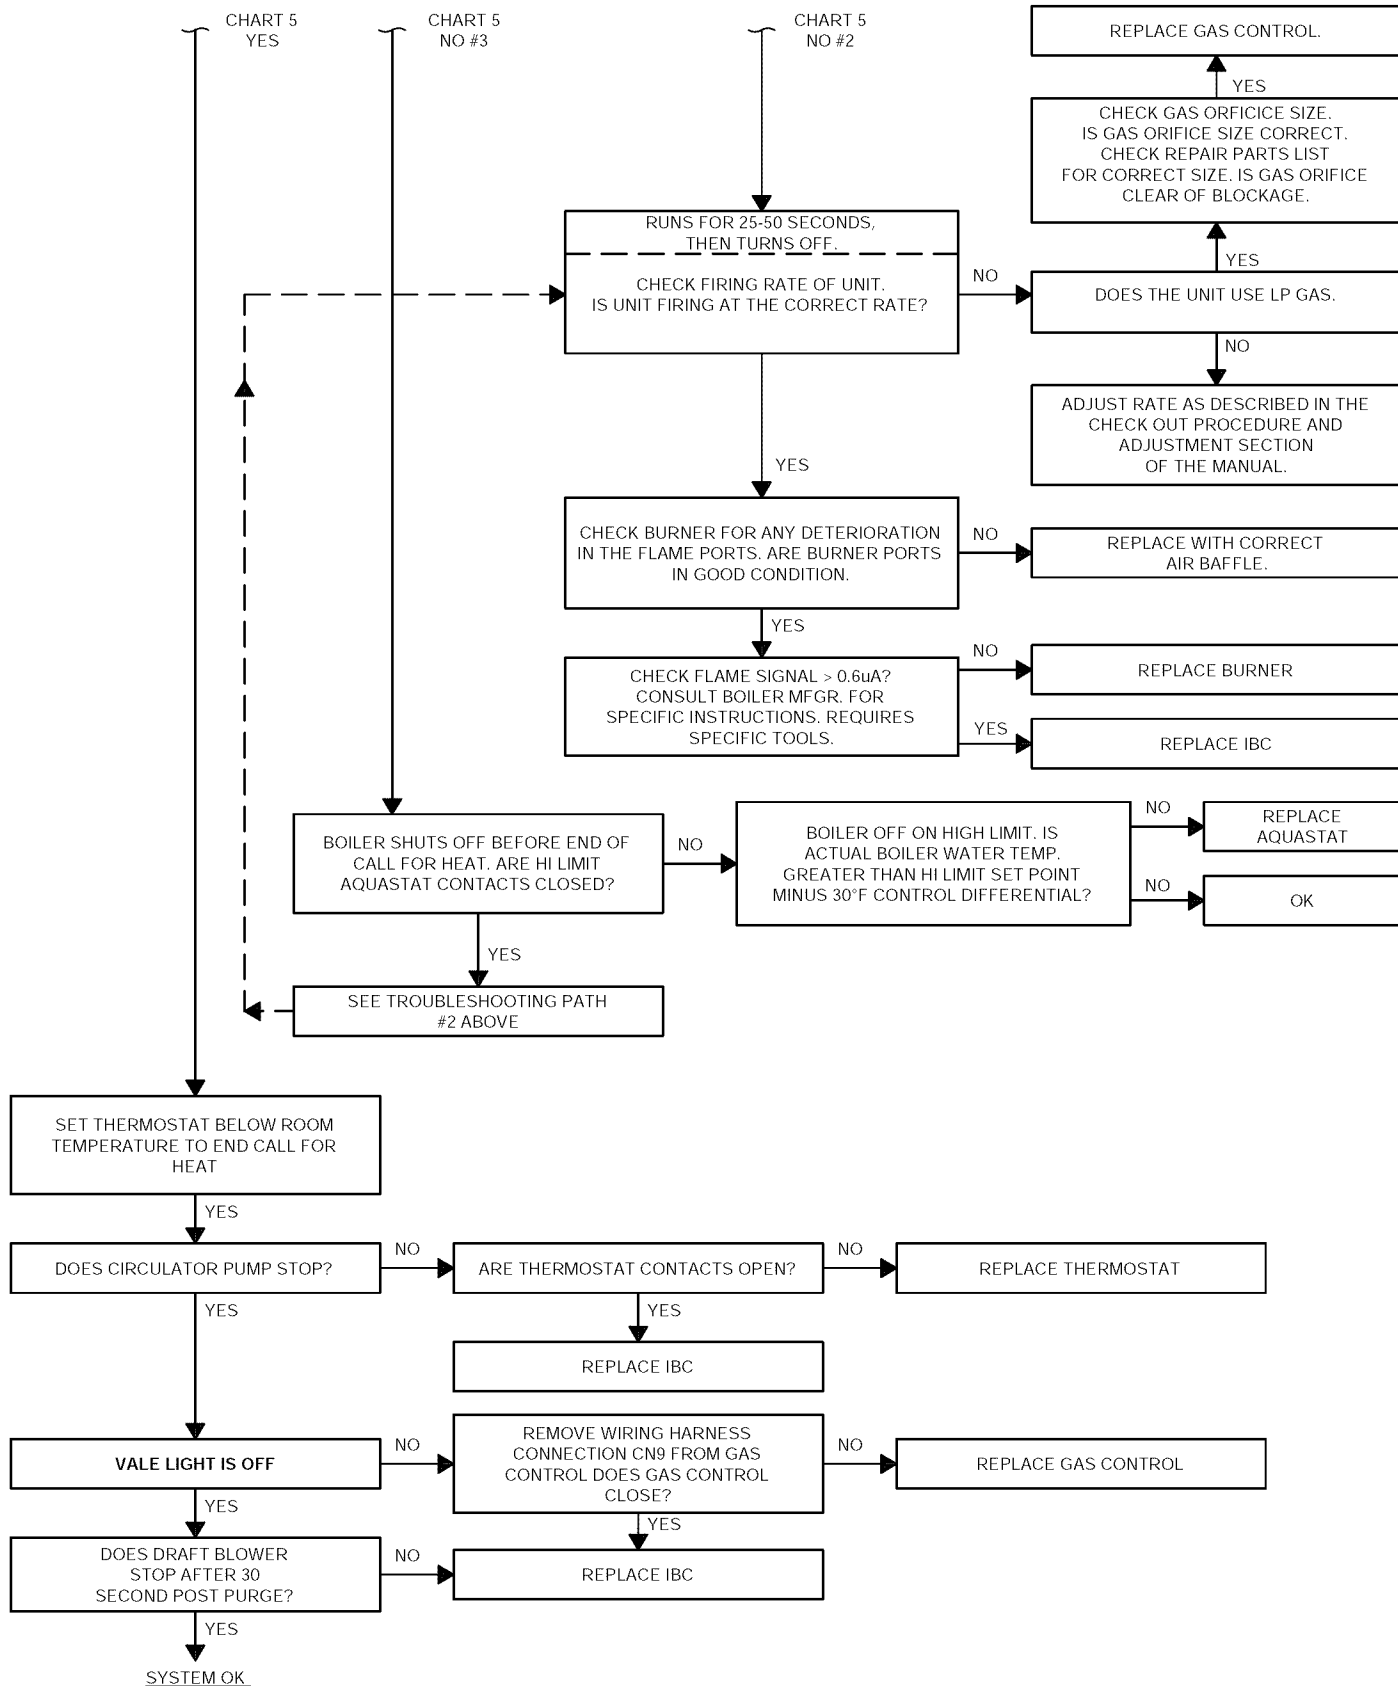 CHART 5
YES
CHART 5
NO #3
CHART 5
NO #2
REPLACE GAS CONTROL.
YES
CHECK GAS ORFICICE SIZE.
IS GAS ORIFICE SIZE CORRECT.
CHECK REPAIR PARTS LIST
FOR CORRECT SIZE. IS GAS ORIFICE
CLEAR OF BLOCKAGE.
YES
RUNS FOR 25-50 SECONDS,
THEN TURNS OFF.
CHECK FIRING RATE OF UNIT.
IS UNIT FIRING AT THE CORRECT RATE?
NO
DOES THE UNIT USE LP GAS.
NO
ADJUST RATE AS DESCRIBED IN THE
CHECK OUT PROCEDURE AND
ADJUSTMENT SECTION
OF THE MANUAL.
YES
CHECK BURNER FOR ANY DETERIORATION
IN THE FLAME PORTS. ARE BURNER PORTS
IN GOOD CONDITION.
NO
REPLACE WITH CORRECT
AIR BAFFLE.
YES
CHECK FLAME SIGNAL > 0.6uA?
CONSULT BOILER MFGR. FOR
SPECIFIC INSTRUCTIONS. REQUIRES
SPECIFIC TOOLS.
NO
REPLACE BURNER
YES
REPLACE IBC
BOILER SHUTS OFF BEFORE END OF
CALL FOR HEAT. ARE HI LIMIT
AQUASTAT CONTACTS CLOSED?
NO
BOILER OFF ON HIGH LIMIT. IS
ACTUAL BOILER WATER TEMP.
GREATER THAN HI LIMIT SET POINT
MINUS 30°F CONTROL DIFFERENTIAL?
NO
REPLACE
AQUASTAT
NO
OK
YES
SEE TROUBLESHOOTING PATH
#2 ABOVE
SET THERMOSTAT BELOW ROOM
TEMPERATURE TO END CALL FOR
HEAT
YES
DOES CIRCULATOR PUMP STOP?
NO
ARE THERMOSTAT CONTACTS OPEN?
NO
REPLACE THERMOSTAT
YES
YES
REPLACE IBC
VALE LIGHT IS OFF
NO
REMOVE WIRING HARNESS
CONNECTION CN9 FROM GAS
CONTROL DOES GAS CONTROL
CLOSE?
NO
REPLACE GAS CONTROL
YES
YES
DOES DRAFT BLOWER
STOP AFTER 30
SECOND POST PURGE?
NO
REPLACE IBC
YES
SYSTEM OK